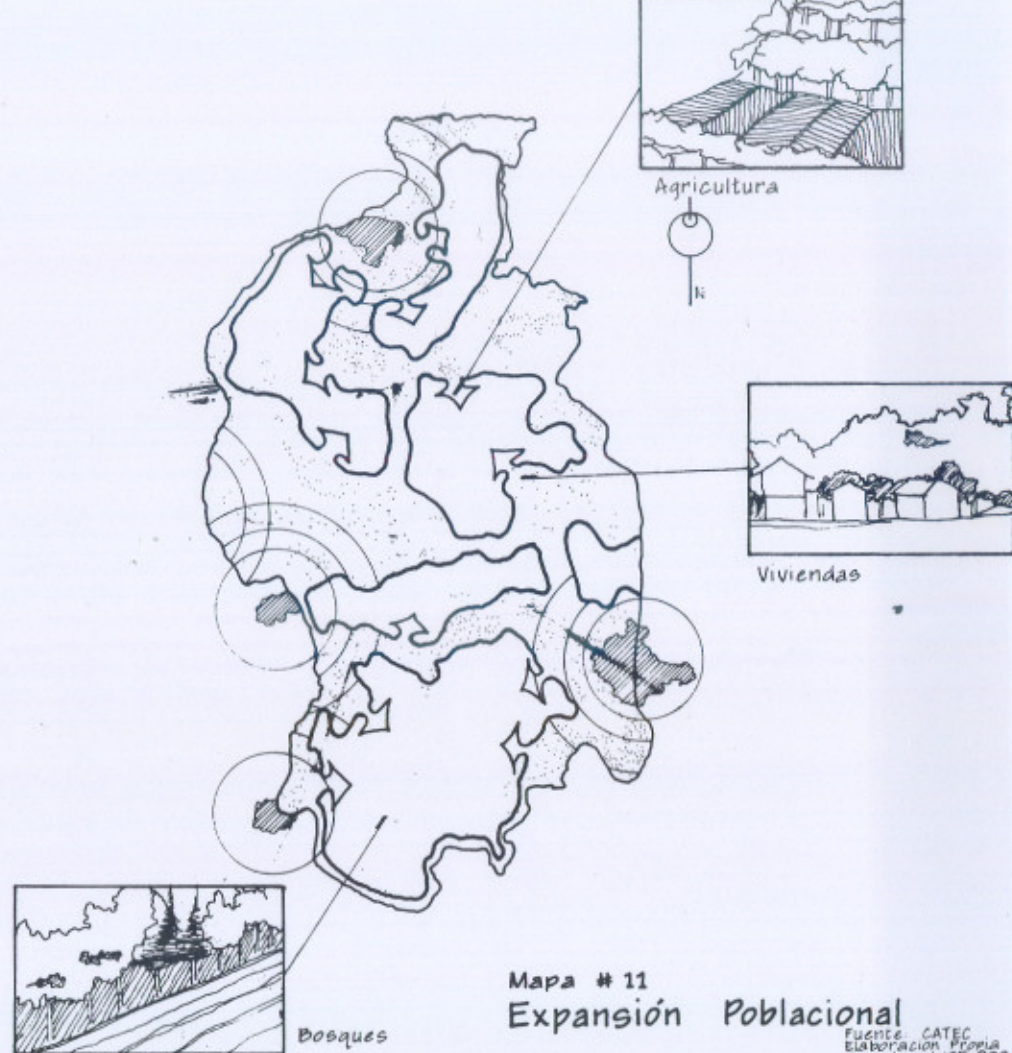 Agricultura
N
Viviendas
Bosques
Mapa # 11
Expansión Poblacional
Fuente: CATEC
Elaboración Propia